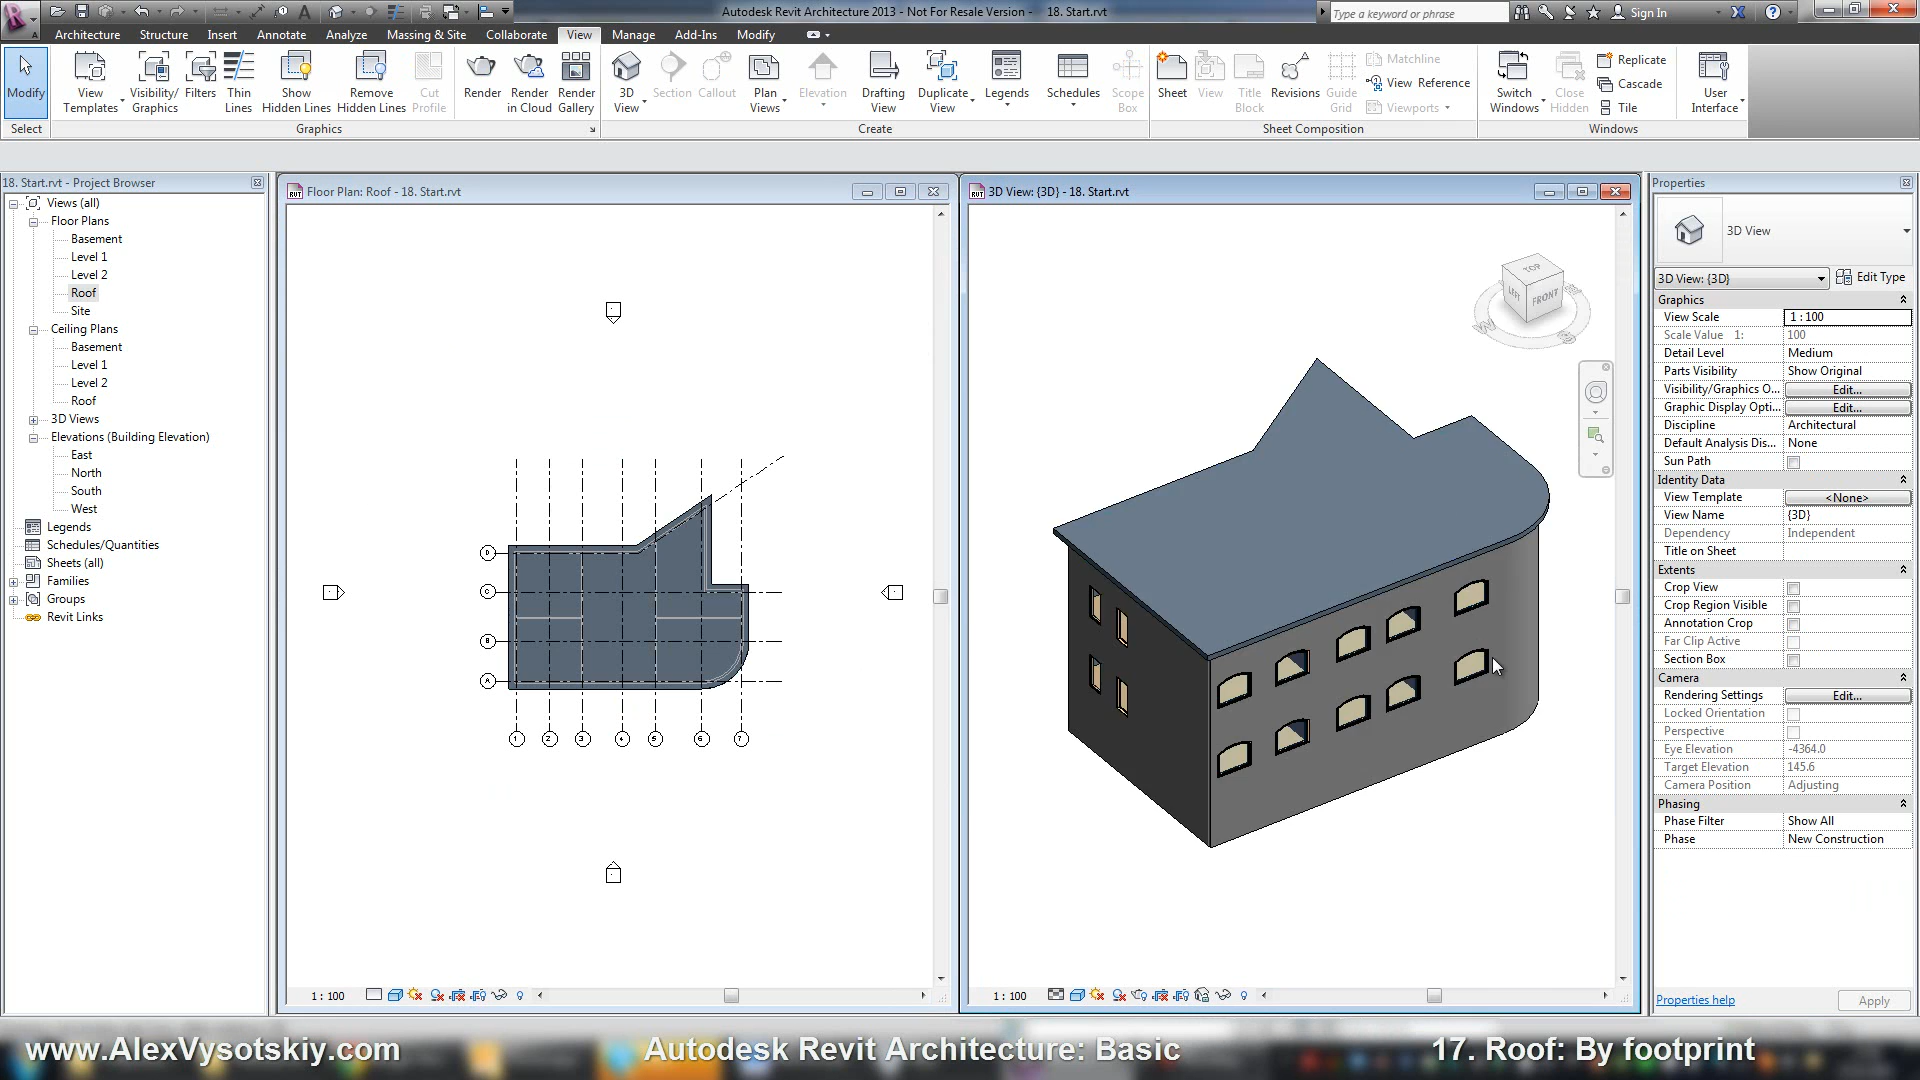 Autodesk Revit Architecture 2013 - Not For Resale Version - 18. Start.rvt
Type a keyword or phrase
Sign In
Architecture Structure Insert Annotate Analyze Massing & Site Collaborate View Manage Add-Ins Modify
Modify
View Templates
Visibility/ Graphics
Filters
Thin Lines
Show Hidden Lines
Remove Hidden Lines
Cut Profile
Render
Render in Cloud
Render Gallery
3D View
Section
Callout
Plan Views
Elevation
Drafting View
Duplicate View
Legends
Schedules
Scope Box
Sheet
View
Title Block
Revisions
Guide Grid
Matchline
View Reference
Viewports
Switch Windows
Close Hidden
Replicate
Cascade
Tile
User Interface
Select
Graphics
Create
Sheet Composition
Windows
18. Start.rvt - Project Browser
Views (all)
Floor Plans
Basement
Level 1
Level 2
Roof
Site
Ceiling Plans
Basement
Level 1
Level 2
Roof
3D Views
Elevations (Building Elevation)
East
North
South
West
Legends
Schedules/Quantities
Sheets (all)
Families
Groups
Revit Links
Floor Plan: Roof - 18. Start.rvt
D
C
B
A
1 2 3 4 5 6 7
1 : 100
3D View: {3D} - 18. Start.rvt
TOP
LEFT
FRONT
W
1 : 100
Properties
3D View
3D View: {3D}
Edit Type
Graphics
View Scale 1 : 100
Scale Value 1: 100
Detail Level Medium
Parts Visibility Show Original
Visibility/Graphics O... Edit...
Graphic Display Opti... Edit...
Discipline Architectural
Default Analysis Dis... None
Sun Path
Identity Data
View Template <None>
View Name {3D}
Dependency Independent
Title on Sheet
Extents
Crop View
Crop Region Visible
Annotation Crop
Far Clip Active
Section Box
Camera
Rendering Settings Edit...
Locked Orientation
Perspective
Eye Elevation -4364.0
Target Elevation 145.6
Camera Position Adjusting
Phasing
Phase Filter Show All
Phase New Construction
Properties help
Apply
www.AlexVysotskiy.com
Autodesk Revit Architecture: Basic
17. Roof: By footprint